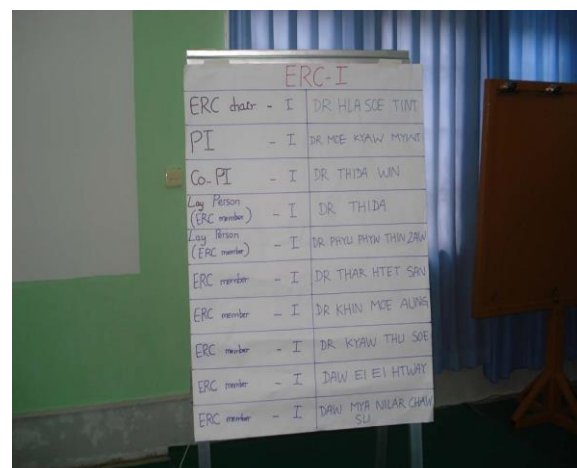 ERC-I
ERC chair - I DR HLA SOE TINT
PI - I DR MOE KYAW MYINT
Co-PI - I DR THIDA WIN
Lay Person
(ERC member) - I DR THIDA
Lay Person
(ERC member) - I DR PHYU PHYU THIN ZAW
ERC member - I DR THAR HTET SAN
ERC member - I DR KHIN MOE AUNG
ERC member - I DR KYAW THU SOE
ERC member - I DAW EI EI HTWAY
ERC member - I DAW MYA NILAR CHAW
SU